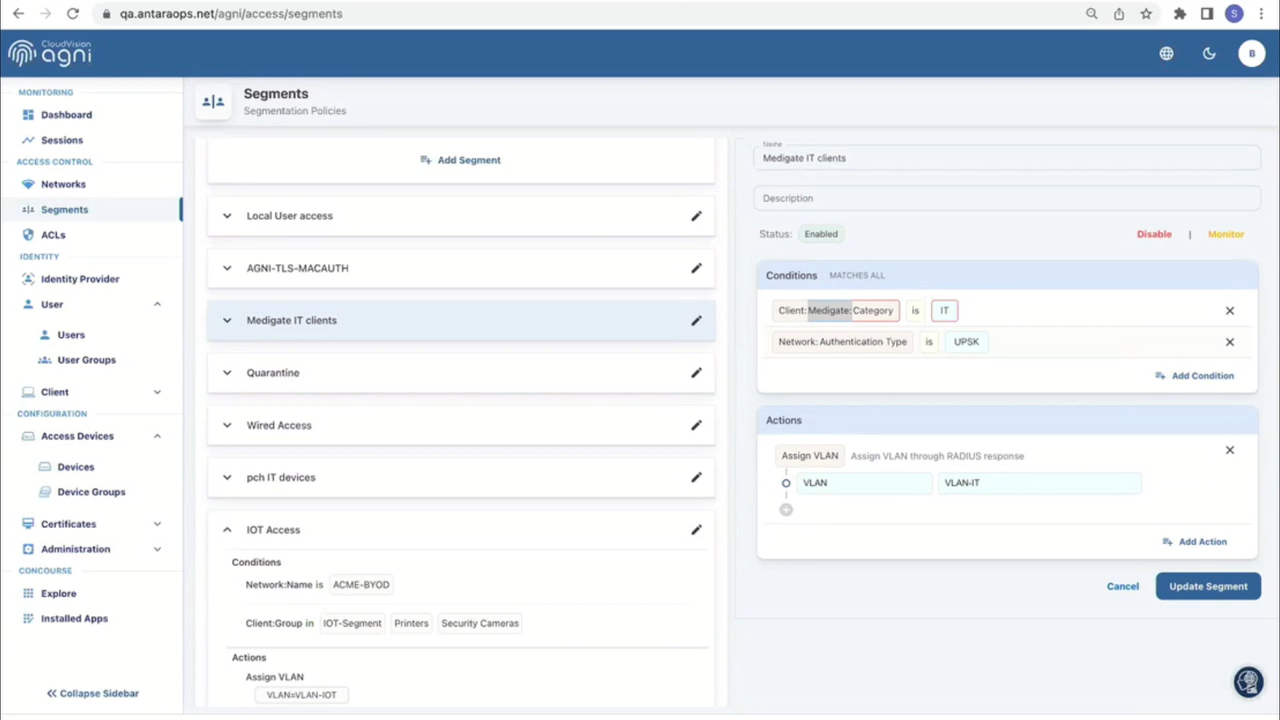 qa.antaraops.net/agni/access/segments
S
CloudVision
agni
B
MONITORING
Dashboard
Sessions
ACCESS CONTROL
Networks
Segments
ACLs
IDENTITY
Identity Provider
User
Users
User Groups
Client
CONFIGURATION
Access Devices
Devices
Device Groups
Certificates
Administration
CONCOURSE
Explore
Installed Apps
Collapse Sidebar
Segments
Segmentation Policies
Add Segment
Local User access
AGNI-TLS-MACAUTH
Medigate IT clients
Quarantine
Wired Access
pch IT devices
IOT Access
Conditions
Network:Name is ACME-BYOD
Client:Group in IOT-Segment Printers Security Cameras
Actions
Assign VLAN
VLAN=VLAN-IOT
Name
Medigate IT clients
Description
Status: Enabled Disable | Monitor
Conditions MATCHES ALL
Client: Medigate: Category is IT
Network: Authentication Type is UPSK
Add Condition
Actions
Assign VLAN Assign VLAN through RADIUS response
VLAN VLAN-IT
Add Action
Cancel Update Segment